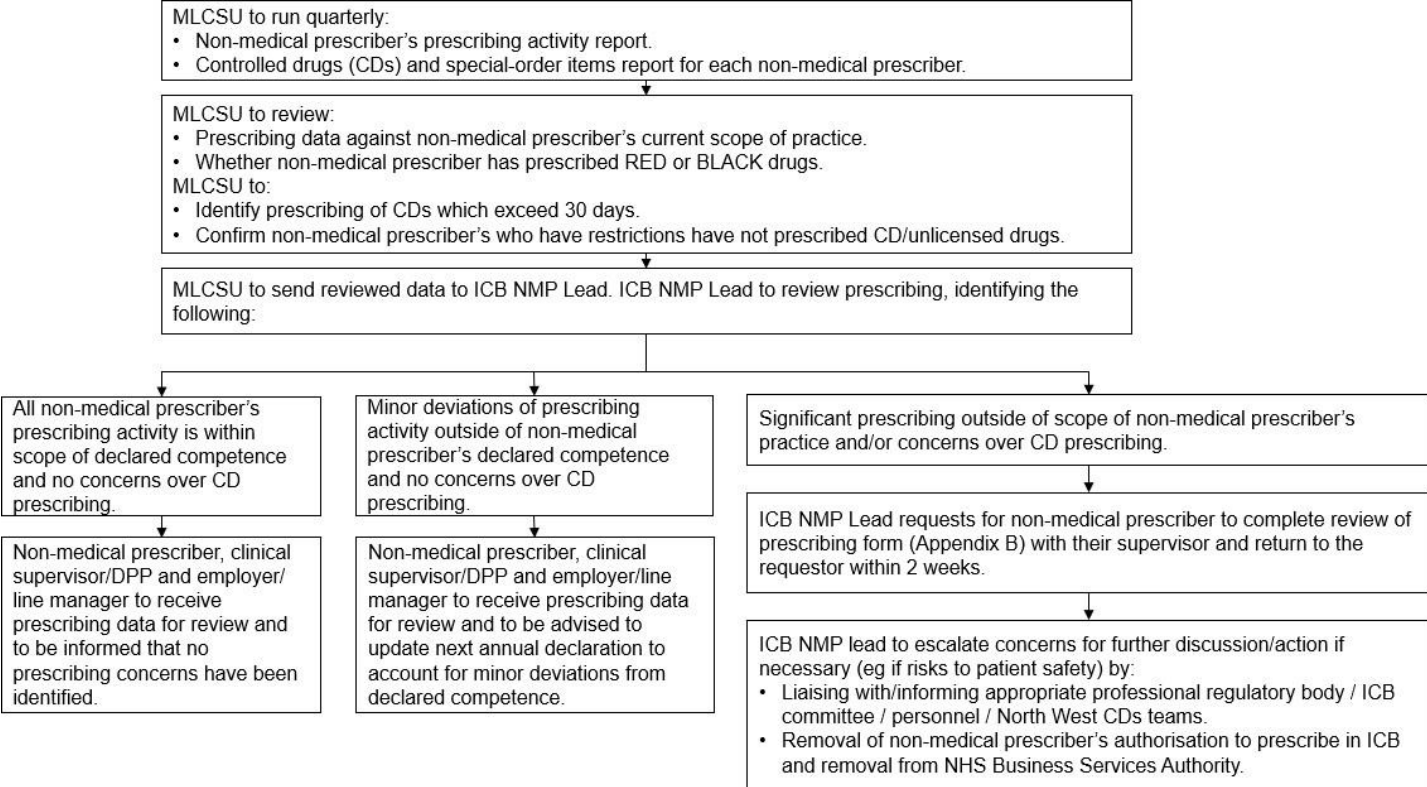 MLCSU to run quarterly:
• Non-medical prescriber's prescribing activity report.
• Controlled drugs (CDs) and special-order items report for each non-medical prescriber.
MLCSU to review:
• Prescribing data against non-medical prescriber's current scope of practice.
• Whether non-medical prescriber has prescribed RED or BLACK drugs.
MLCSU to:
• Identify prescribing of CDs which exceed 30 days.
• Confirm non-medical prescriber's who have restrictions have not prescribed CD/unlicensed drugs.
MLCSU to send reviewed data to ICB NMP Lead. ICB NMP Lead to review prescribing, identifying the
following:
All non-medical prescriber's
prescribing activity is within
scope of declared competence
and no concerns over CD
prescribing.
Non-medical prescriber, clinical
supervisor/DPP and employer/
line manager to receive
prescribing data for review and
to be informed that no
prescribing concerns have been
identified.
Minor deviations of prescribing
activity outside of non-medical
prescriber's declared competence
and no concerns over CD
prescribing.
Non-medical prescriber, clinical
supervisor/DPP and employer/line
manager to receive prescribing data
for review and to be advised to
update next annual declaration to
account for minor deviations from
declared competence.
Significant prescribing outside of scope of non-medical prescriber's
practice and/or concerns over CD prescribing.
ICB NMP Lead requests for non-medical prescriber to complete review of
prescribing form (Appendix B) with their supervisor and return to the
requestor within 2 weeks.
ICB NMP lead to escalate concerns for further discussion/action if
necessary (eg if risks to patient safety) by:
• Liaising with/informing appropriate professional regulatory body / ICB
committee / personnel / North West CDs teams.
• Removal of non-medical prescriber's authorisation to prescribe in ICB
and removal from NHS Business Services Authority.